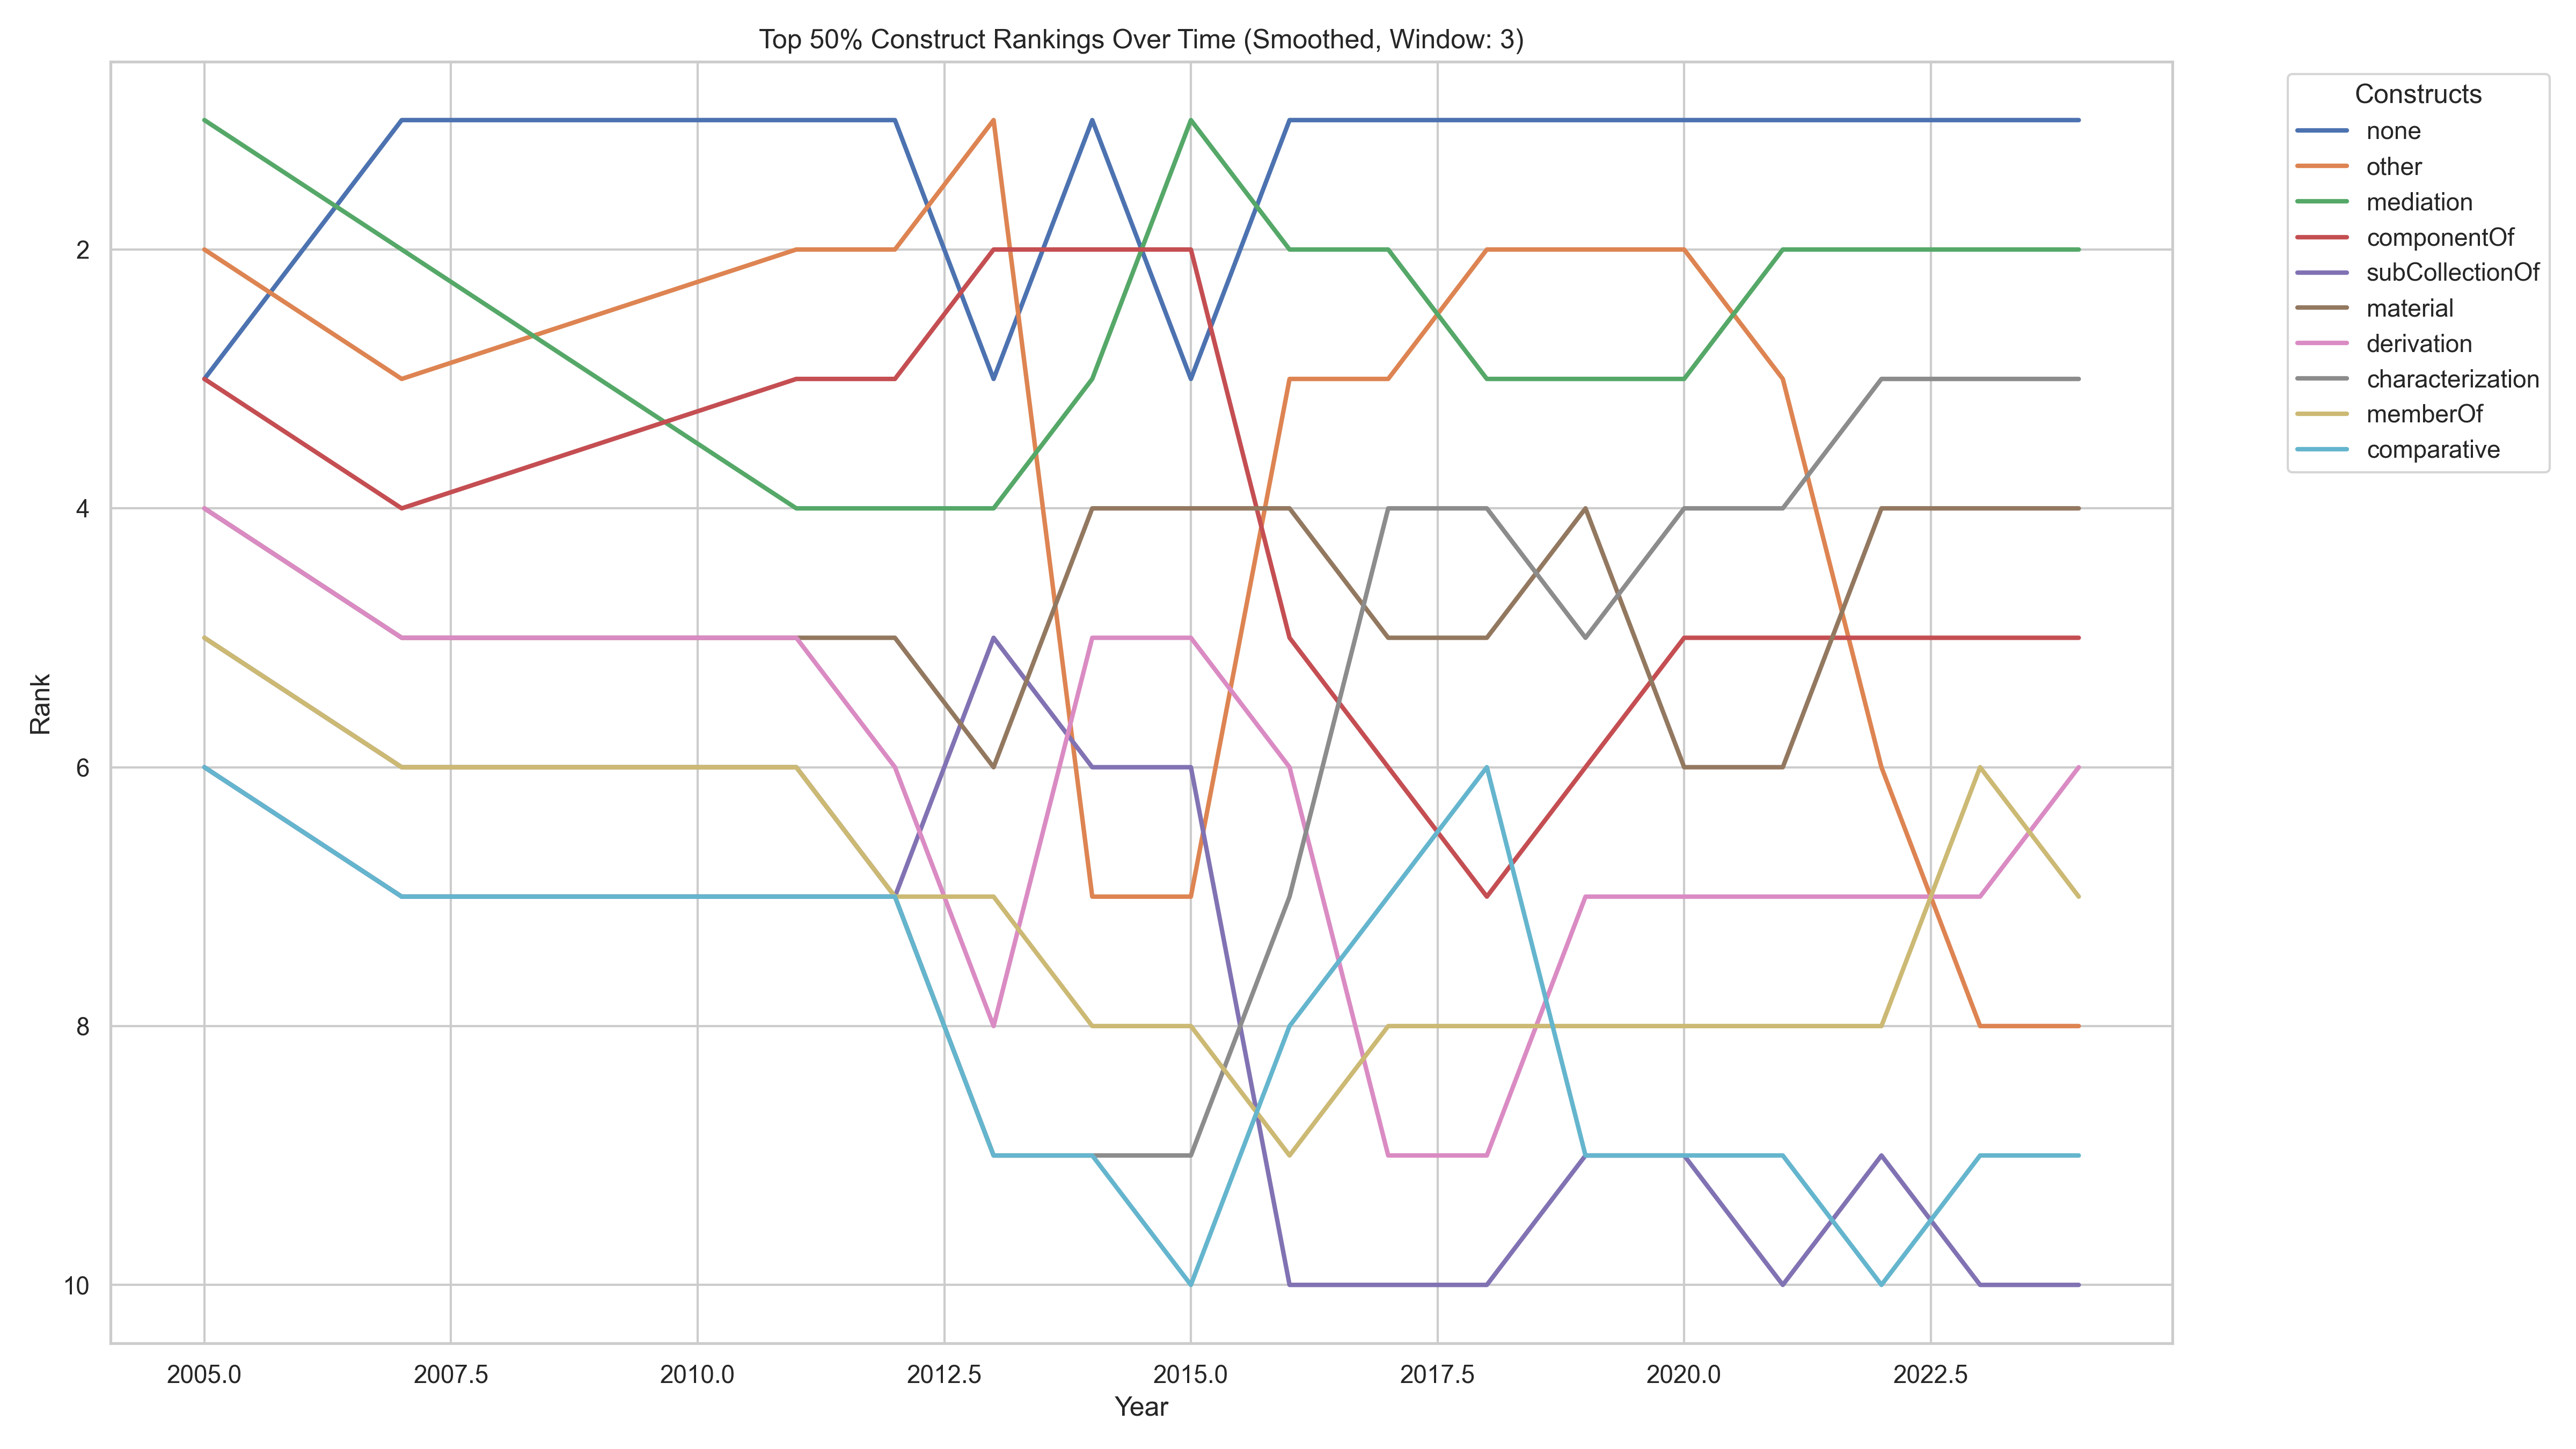 Top 50% Construct Rankings Over Time (Smoothed, Window: 3)
Constructs
none
other
mediation
componentOf
subCollectionOf
material
derivation
characterization
memberOf
comparative
Rank
2
4
6
8
10
2005.0 2007.5 2010.0 2012.5 2015.0 2017.5 2020.0 2022.5
Year